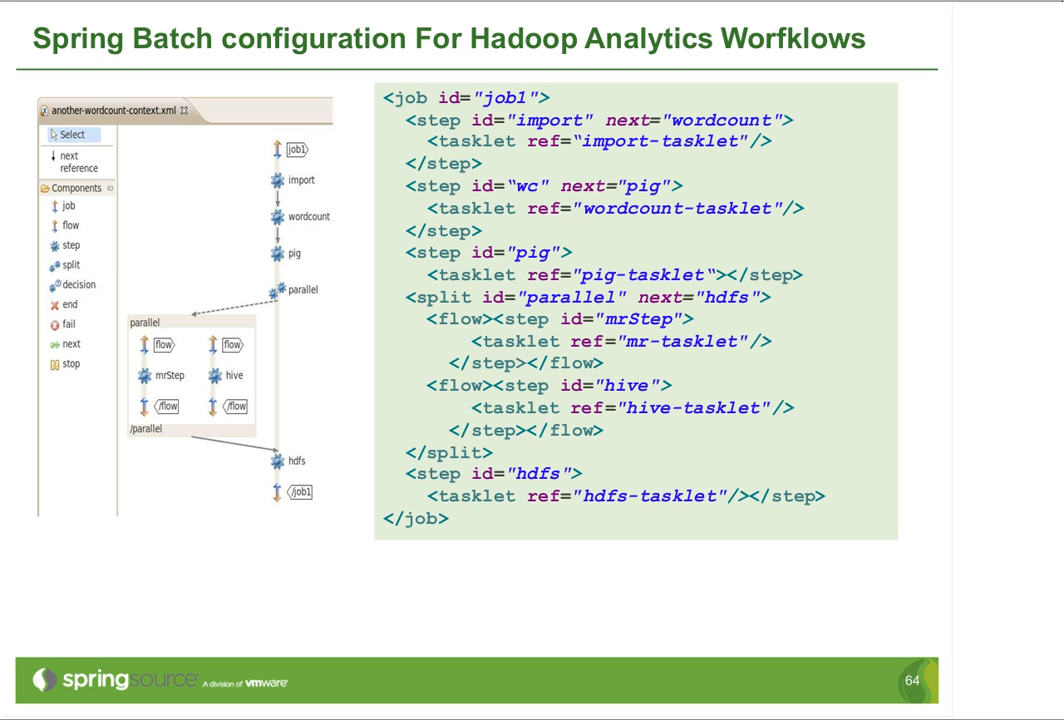 Spring Batch configuration For Hadoop Analytics Worfklows
another-wordcount-context.xml
Select
next
reference
Components
job
flow
step
split
decision
end
fail
next
stop
job1
import
wordcount
pig
parallel
parallel
flow
flow
mrStep
hive
/flow
/flow
/parallel
hdfs
/job1
<job id="job1">
<step id="import" next="wordcount">
<tasklet ref=“import-tasklet"/>
</step>
<step id=“wc" next="pig">
<tasklet ref="wordcount-tasklet"/>
</step>
<step id="pig">
<tasklet ref="pig-tasklet“></step>
<split id="parallel" next="hdfs">
<flow><step id="mrStep">
<tasklet ref="mr-tasklet"/>
</step></flow>
<flow><step id="hive">
<tasklet ref="hive-tasklet"/>
</step></flow>
</split>
<step id="hdfs">
<tasklet ref="hdfs-tasklet"/></step>
</job>
springsource A division of vmware
64